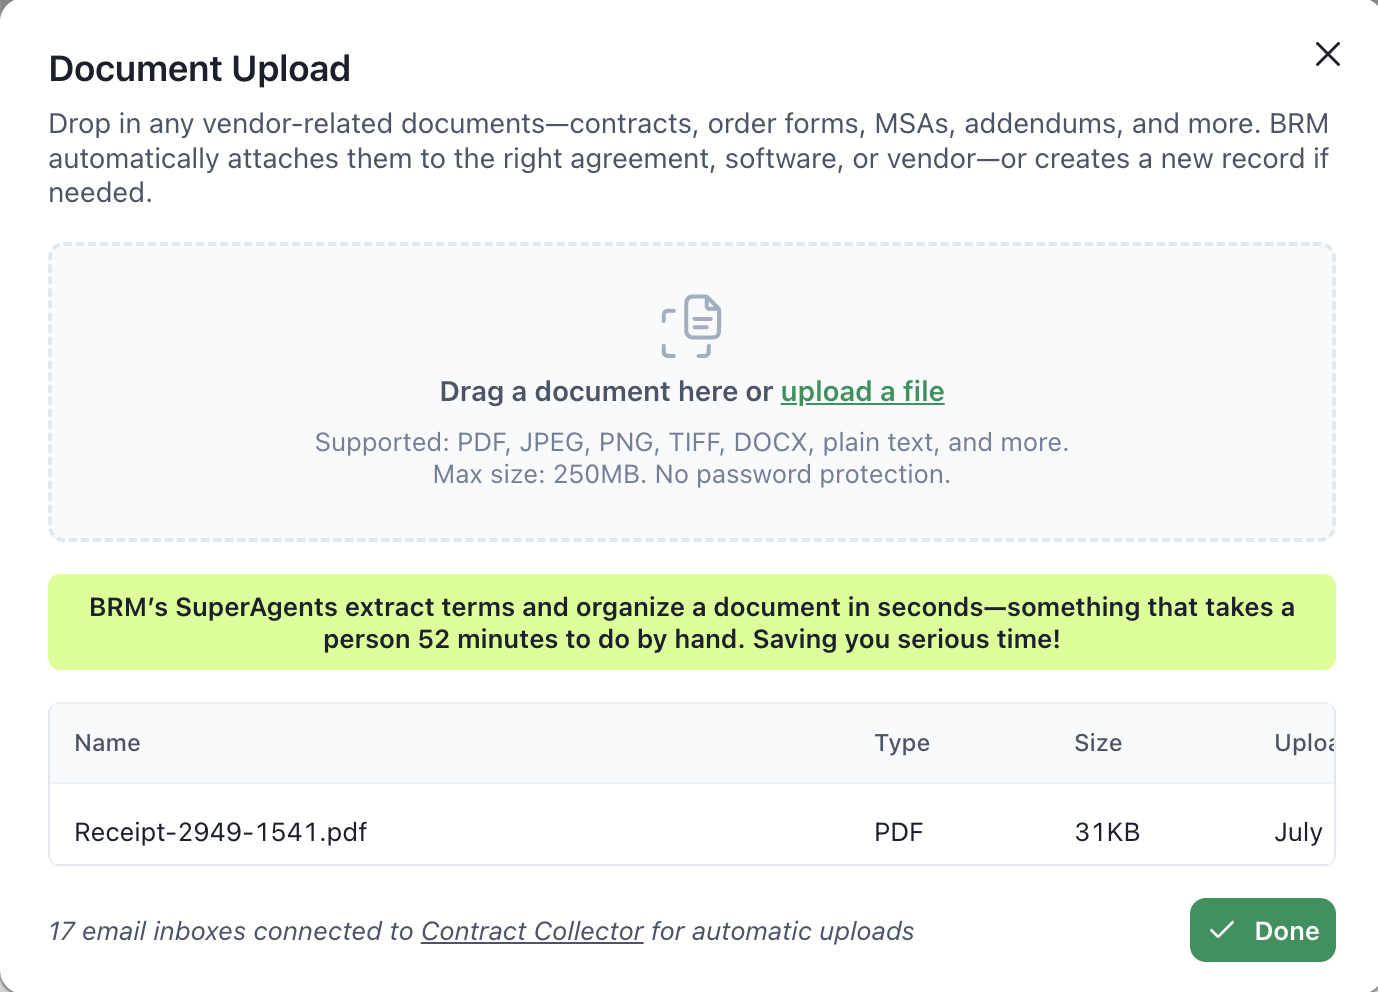 Document Upload
Drop in any vendor-related documents—contracts, order forms, MSAs, addendums, and more. BRM
automatically attaches them to the right agreement, software, or vendor—or creates a new record if
needed.
Drag a document here or upload a file
Supported: PDF, JPEG, PNG, TIFF, DOCX, plain text, and more.
Max size: 250MB. No password protection.
BRM’s SuperAgents extract terms and organize a document in seconds—something that takes a
person 52 minutes to do by hand. Saving you serious time!
Name Type Size
Receipt-2949-1541.pdf PDF 31KB July
17 email inboxes connected to Contract Collector for automatic uploads
Done